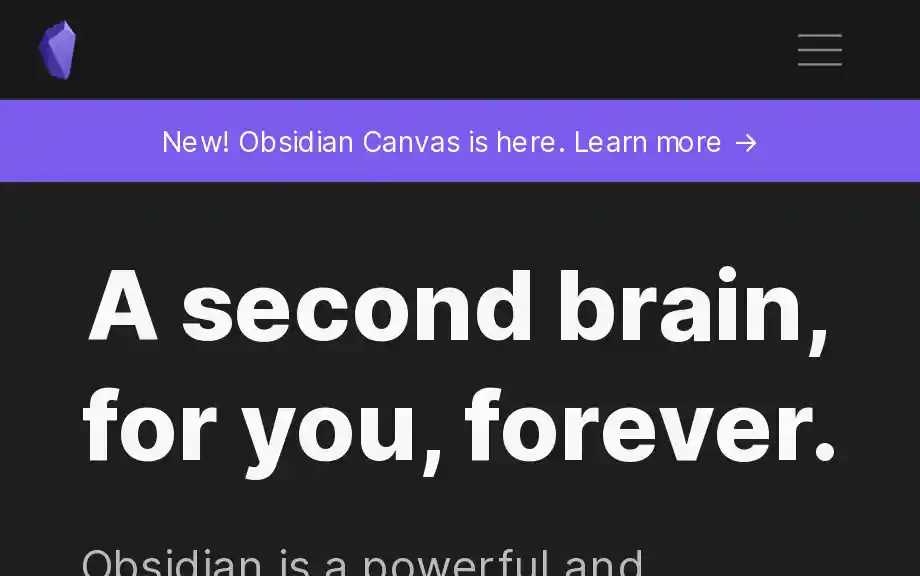 New! Obsidian Canvas is here. Learn more →
A second brain,
for you, forever.
Obsidian is a powerful and